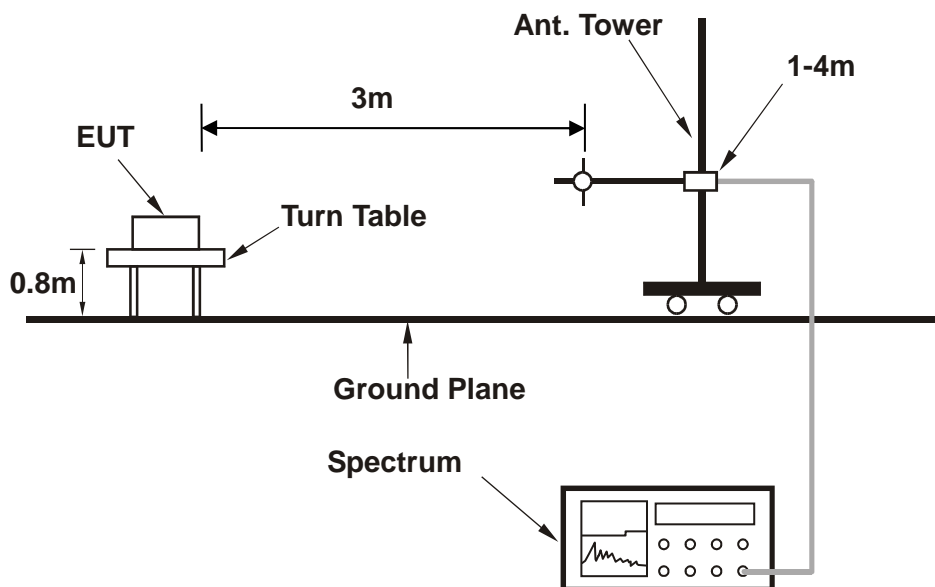 Ant. Tower
1-4m
3m
EUT
Turn Table
0.8m
Ground Plane
Spectrum